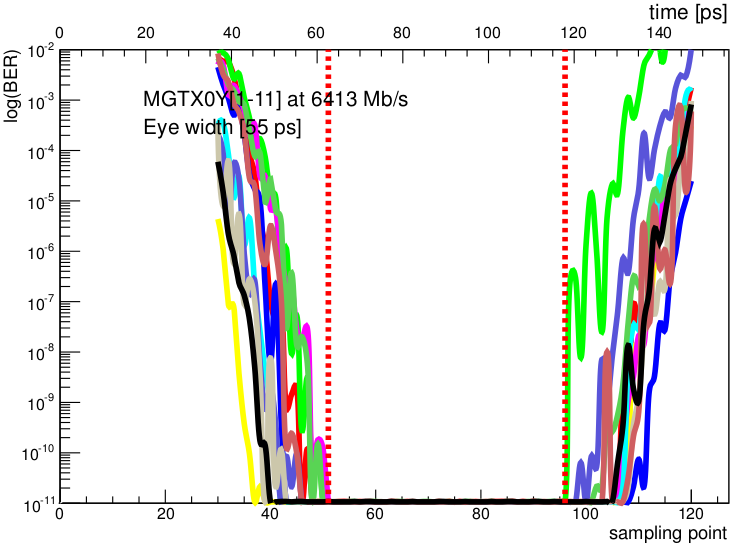 time [ps]
0 20 40 60 80 100 120 140
log(BER)
10-2
10-3
10-4
10-5
10-6
10-7
10-8
10-9
10-10
10-11
MGTX0Y[1-11] at 6413 Mb/s
Eye width [55 ps]
0 20 40 60 80 100 120
sampling point